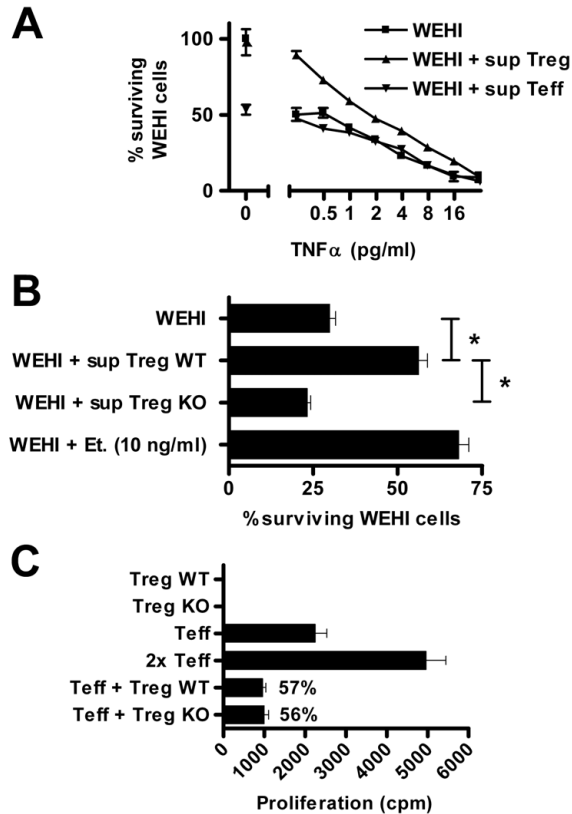 A
% surviving
WEHI cells
100
50
0
0
0.5 1 2 4 8 16
TNFα (pg/ml)
WEHI
WEHI + sup Treg
WEHI + sup Teff
B
WEHI
WEHI + sup Treg WT
WEHI + sup Treg KO
WEHI + Et. (10 ng/ml)
*
*
0 25 50 75
% surviving WEHI cells
C
Treg WT
Treg KO
Teff
2x Teff
Teff + Treg WT
57%
Teff + Treg KO
56%
0 1000 2000 3000 4000 5000 6000
Proliferation (cpm)